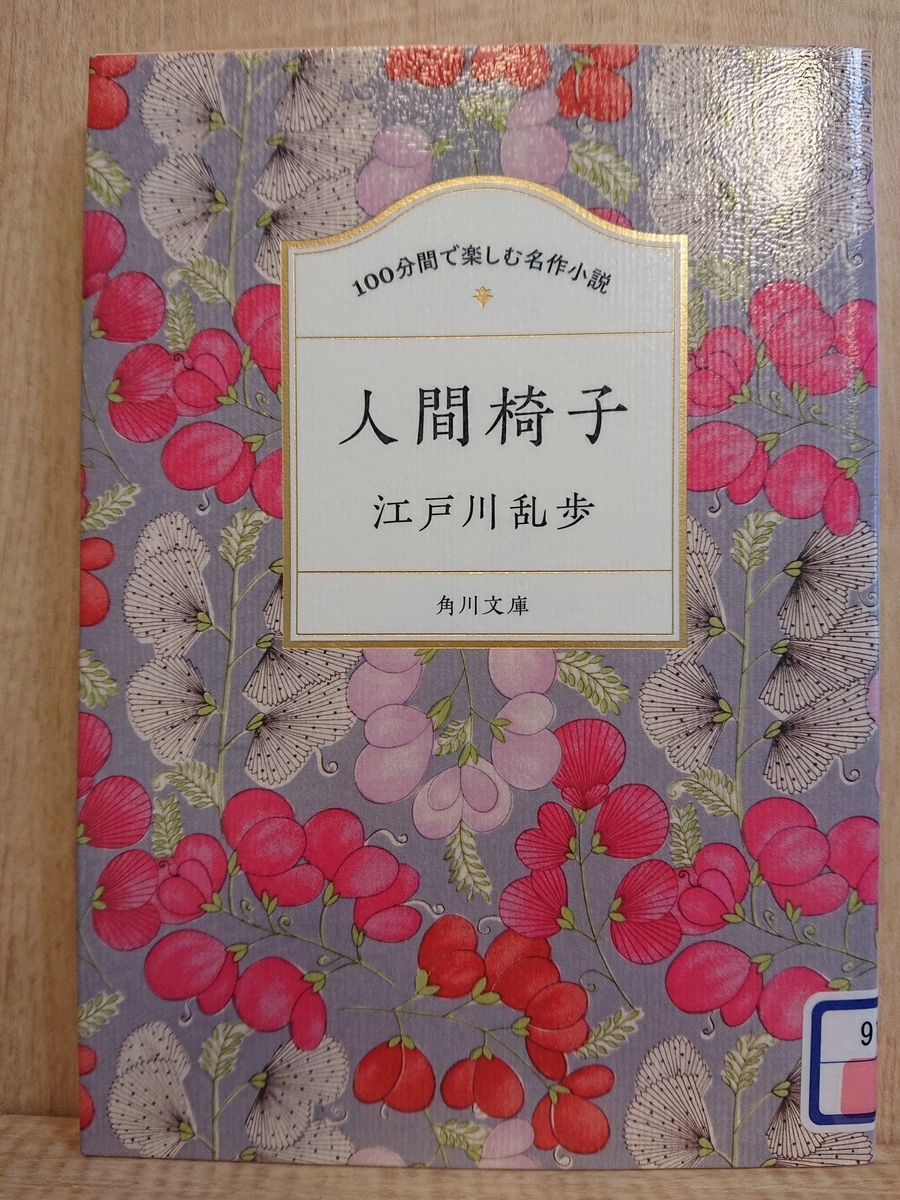 100分間で楽しむ名作小説
人間椅子
江戸川乱歩
角川文庫
9